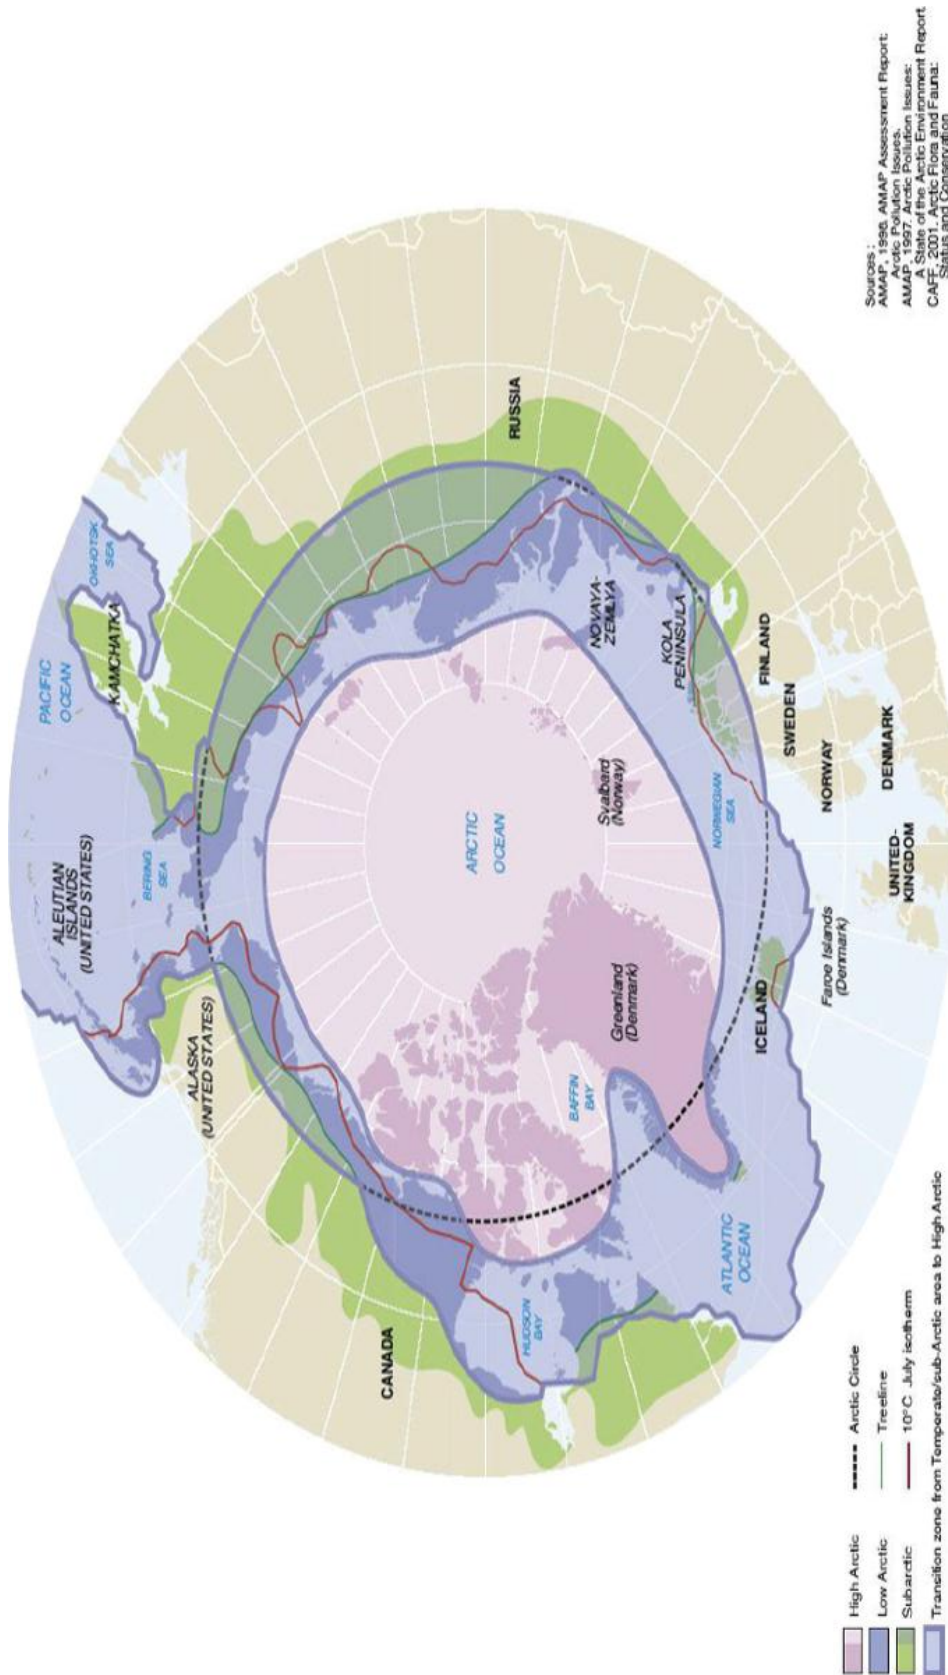 PACIFIC
OCEAN
OKHOTSK
SEA
KAMCHATKA
ALEUTIAN
ISLANDS
(UNITED STATES)
BERING
SEA
ALASKA
(UNITED STATES)
RUSSIA
ARCTIC
OCEAN
NOVAYA-
ZEMLYA
KOLA
PENINSULA
Svalbard
(Norway)
FINLAND
SWEDEN
NORWEGIAN
SEA
NORWAY
DENMARK
UNITED-
KINGDOM
Greenland
(Denmark)
BAFFIN
BAY
ICELAND
Faroe Islands
(Denmark)
CANADA
HUDSON
BAY
ATLANTIC
OCEAN
High Arctic
Low Arctic
Subarctic
Transition zone from Temperate/sub-Arctic area to High Arctic
Arctic Circle
Treeline
10°C July isotherm
Sources :
AMAP, 1998. AMAP Assessment Report:
Arctic Pollution Issues.
AMAP, 1997. Arctic Pollution Issues:
A State of the Arctic Environment Report
CAFF, 2001. Arctic Flora and Fauna:
Status and Conservation